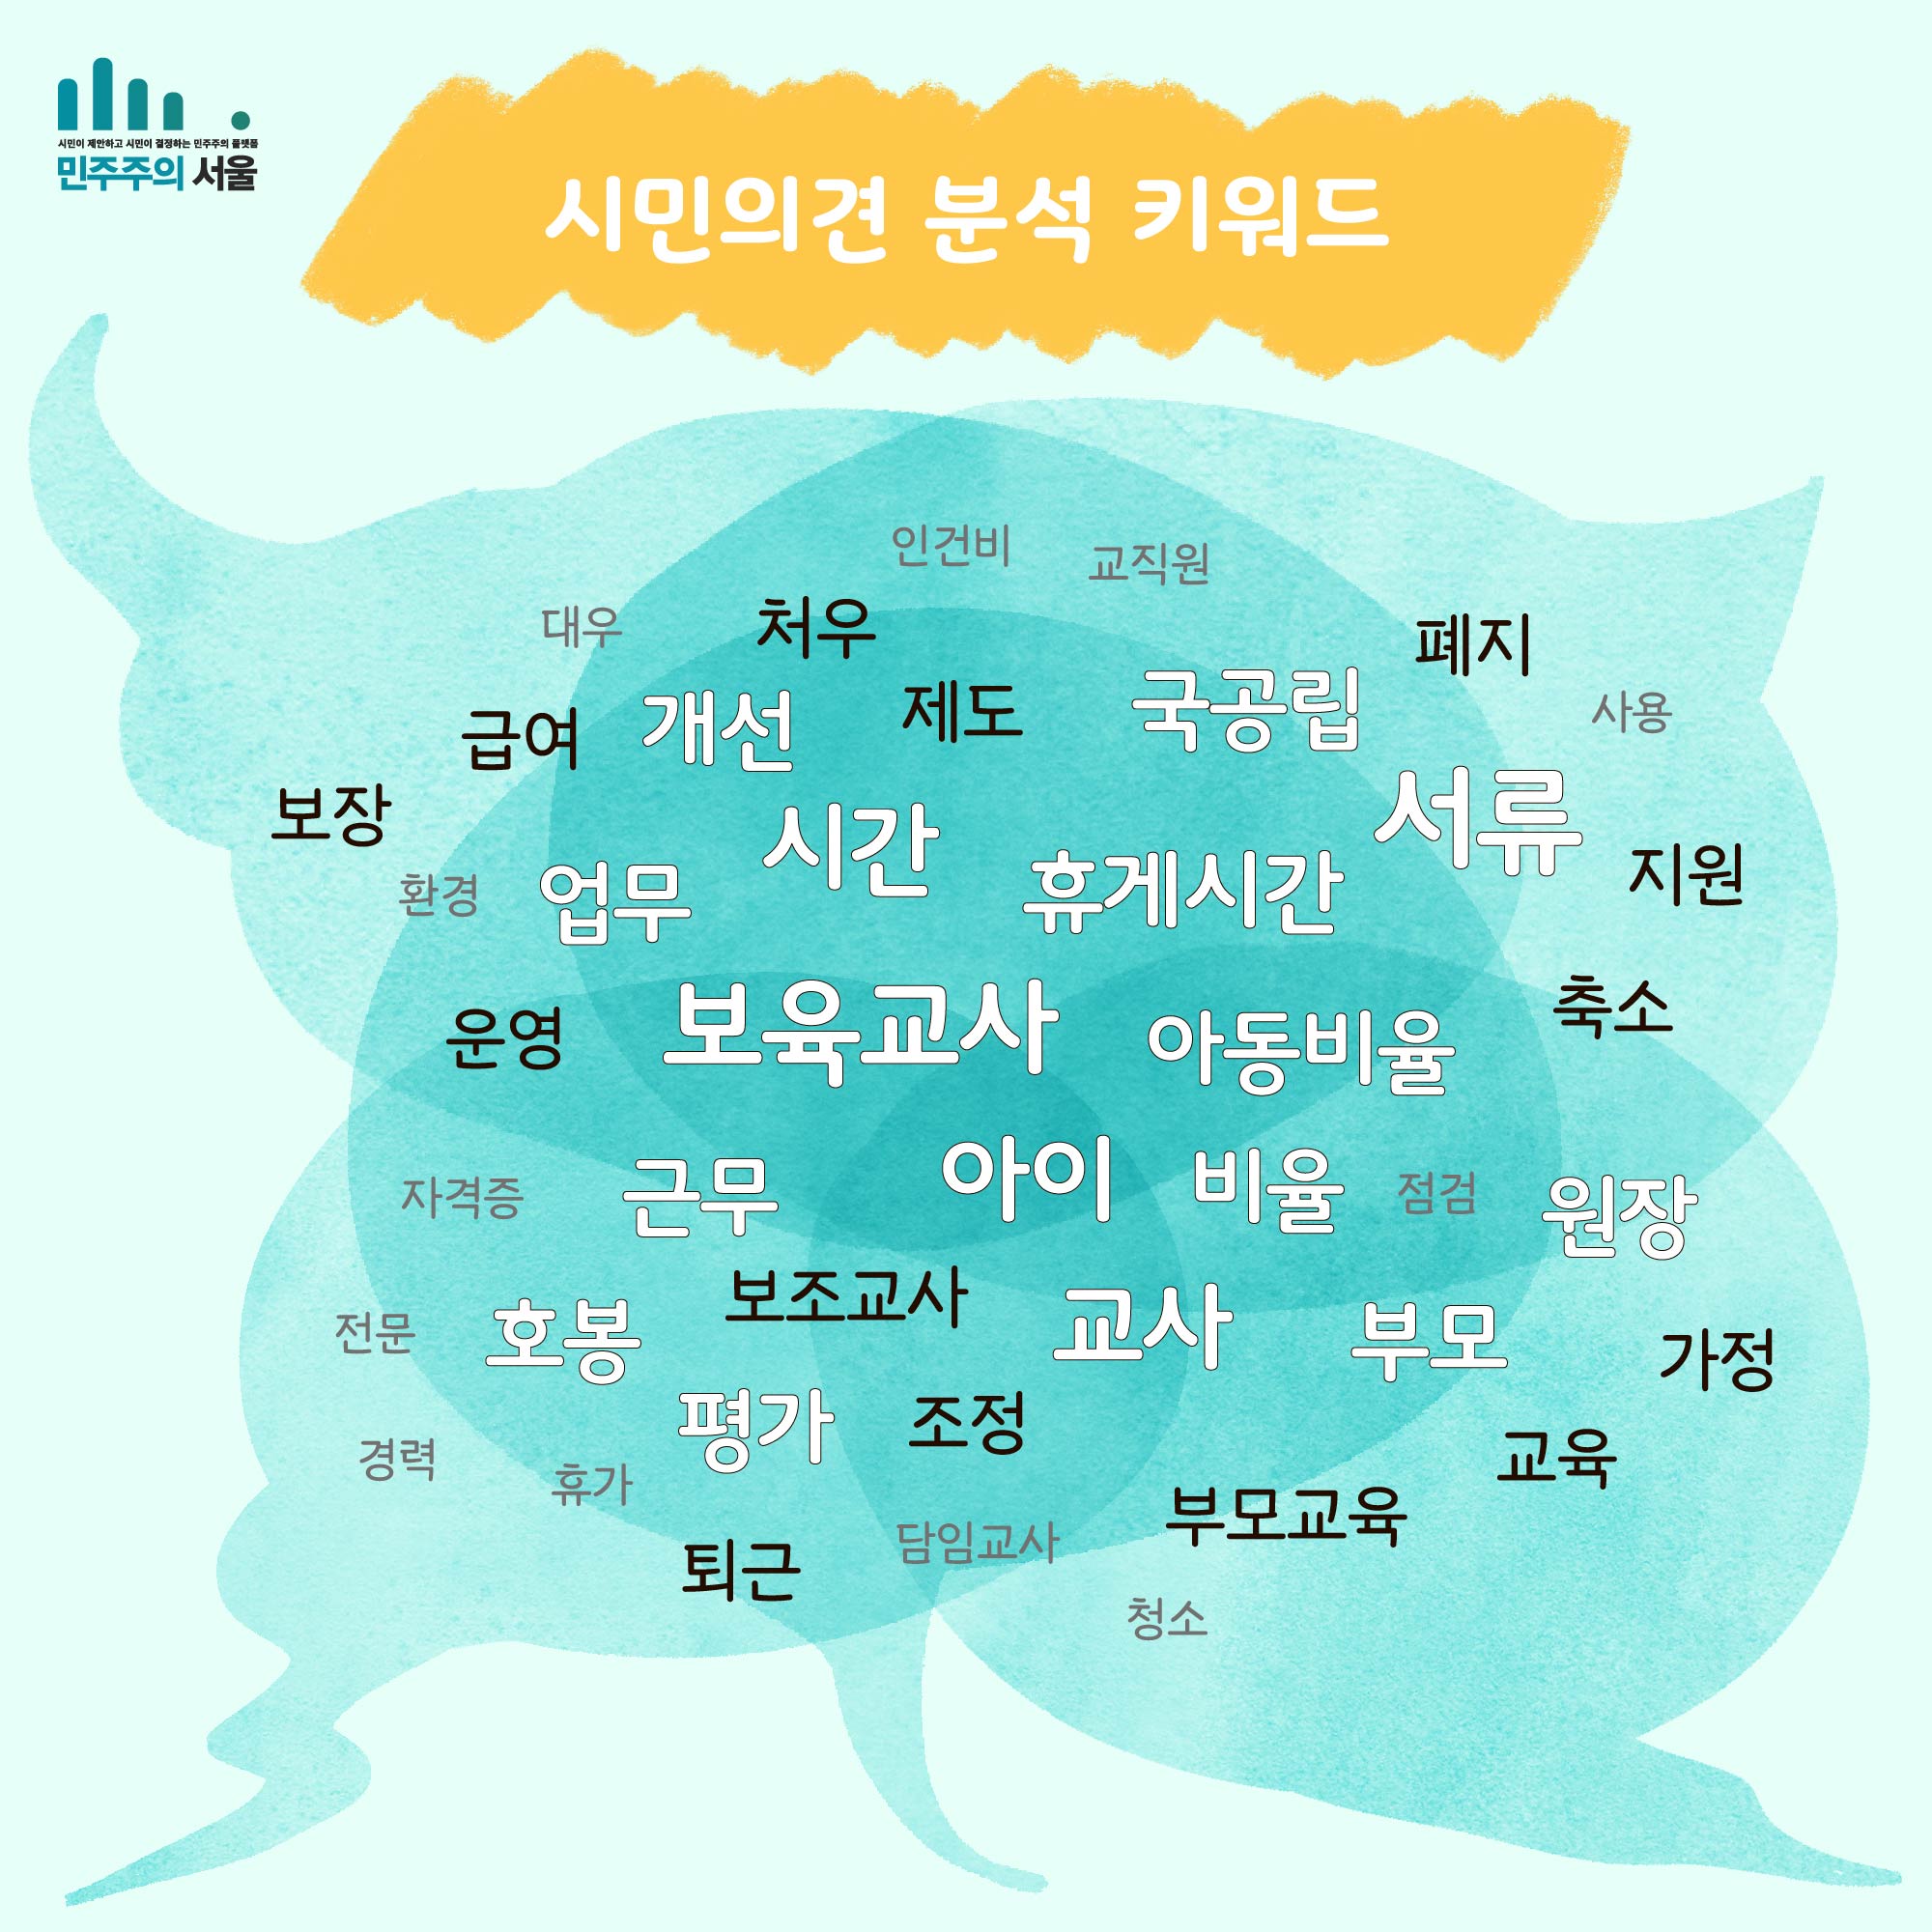 시민이 제안하고 시민이 결정하는 민주주의 플랫폼
민주주의 서울
시민의견 분석 키워드
인건비
교직원
대우
처우
폐지
급여
개선
제도
국공립
사용
보장
시간
서류
환경
업무
휴게시간
지원
운영
보육교사
아동비율
축소
자격증
근무
아이
비율
점검
원장
전문
호봉
보조교사
교사
부모
가정
경력
휴가
평가
조정
교육
퇴근
담임교사
부모교육
청소